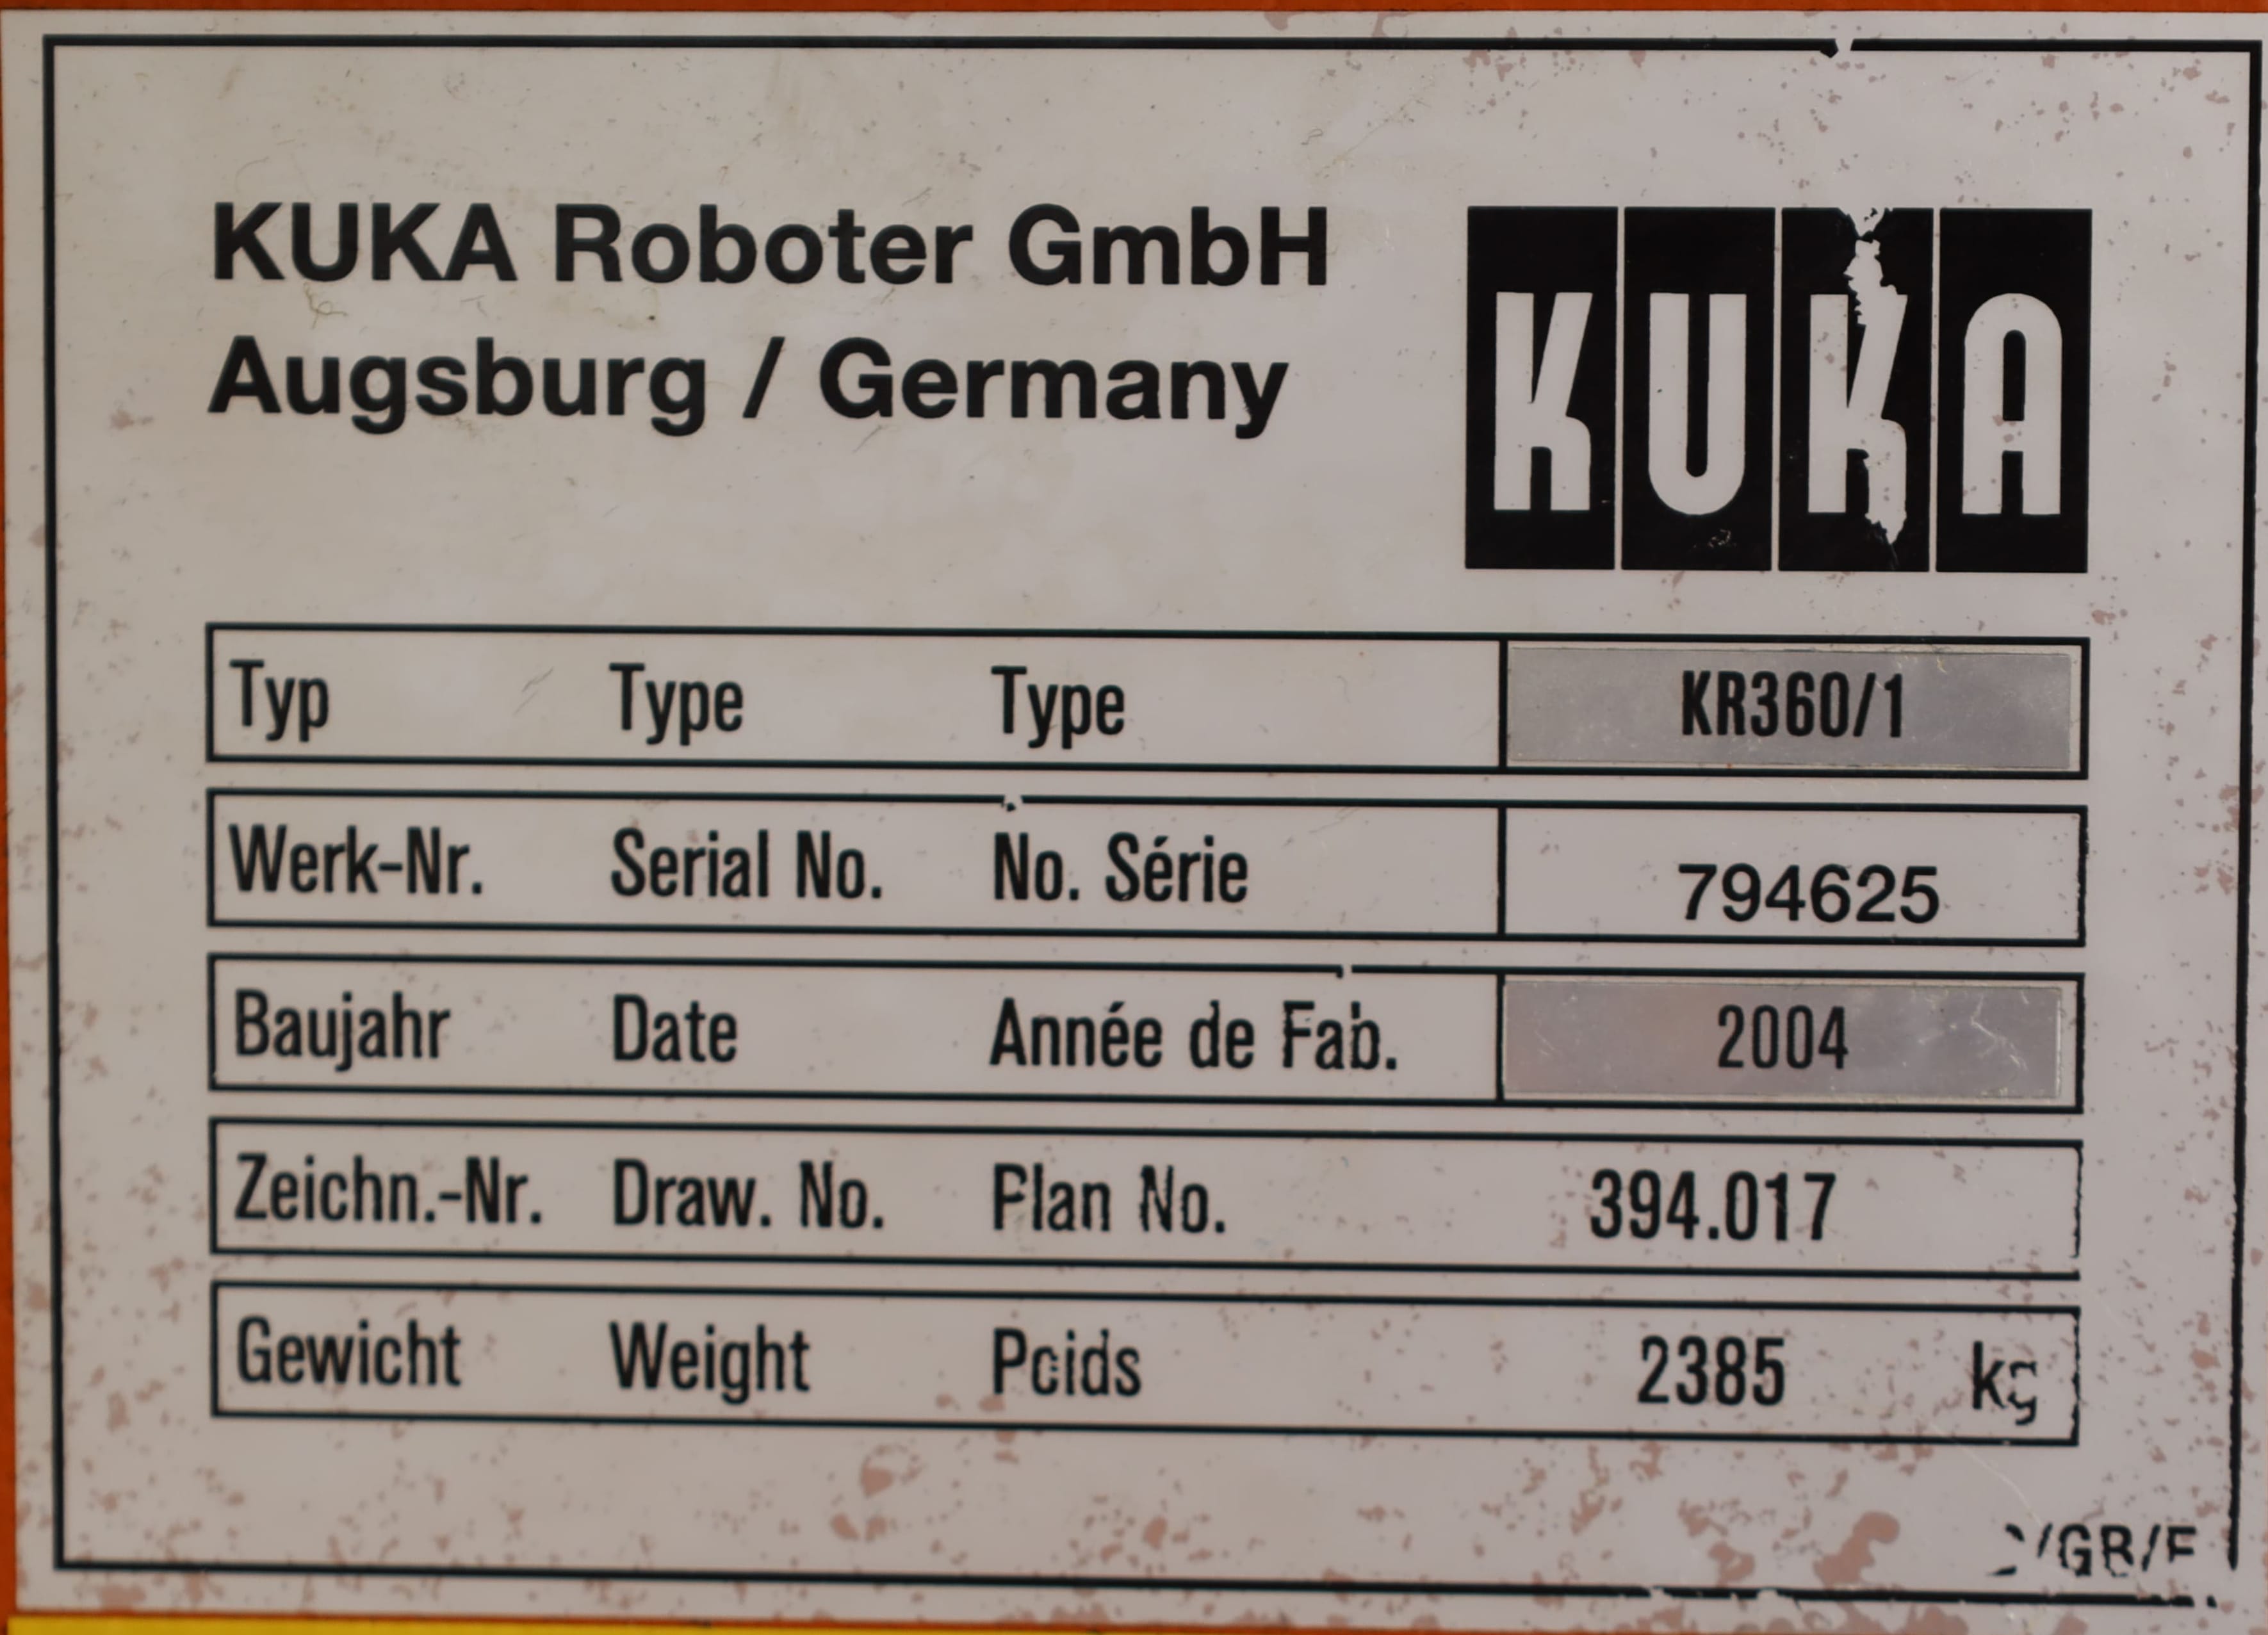 KUKA Roboter GmbH
Augsburg / Germany
KUKA
Typ Type Type KR360/1
Werk-Nr. Serial No. No. Série 794625
Baujahr Date Année de Fab. 2004
Zeichn.-Nr. Draw. No. Plan No. 394.017
Gewicht Weight Poids 2385 kg
/GB/F